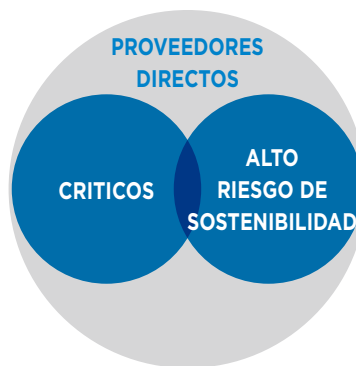 PROVEEDORES
DIRECTOS
CRITICOS
ALTO
RIESGO DE
SOSTENIBILIDAD